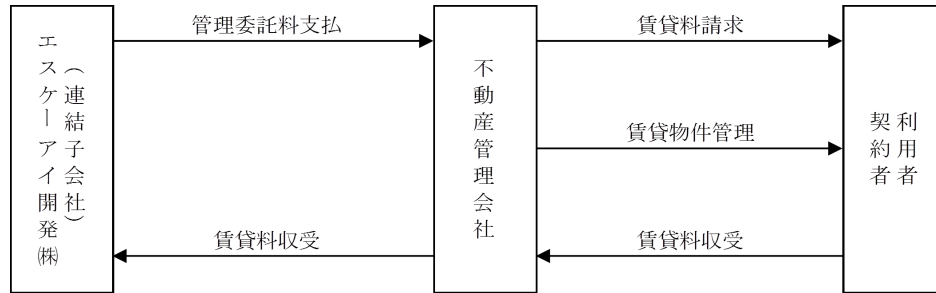 エスケーアイ開発㈱
(連結子会社)
管理委託料支払
賃貸料収受
不動産管理会社
賃貸料請求
賃貸物件管理
賃貸料収受
利用者
契約者